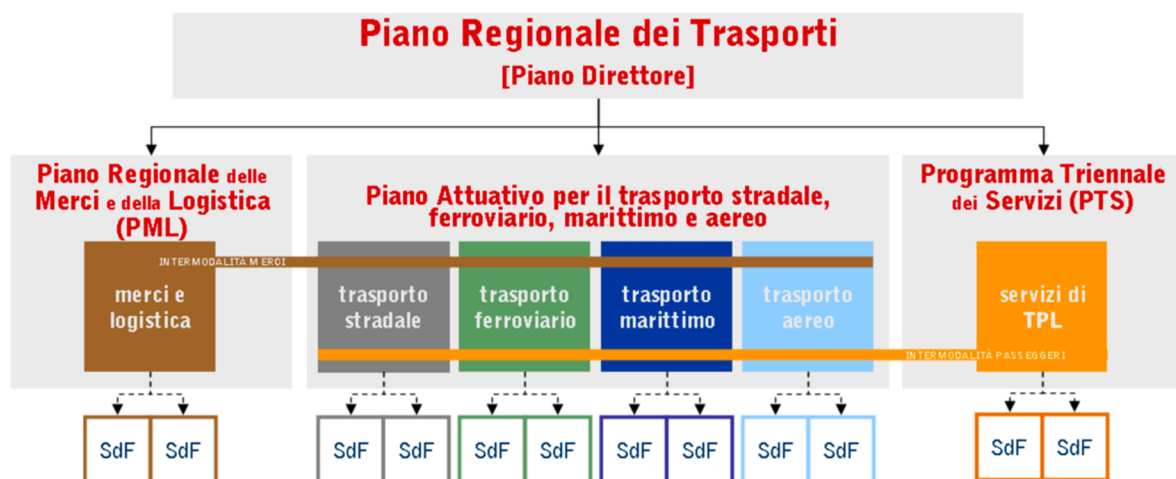 Piano Regionale dei Trasporti
[Piano Direttore]
Piano Regionale delle
Merci e della Logistica
(PML)
Piano Attuativo per il trasporto stradale,
ferroviario, marittimo e aereo
Programma Triennale
dei Servizi (PTS)
INTERMODALITÀ MERCI
merci e
logistica
trasporto
stradale
trasporto
ferroviario
trasporto
marittimo
trasporto
aereo
servizi di
TPL
INTERMODALITÀ PASSEGGERI
SdF SdF SdF SdF SdF SdF SdF SdF SdF SdF SdF SdF